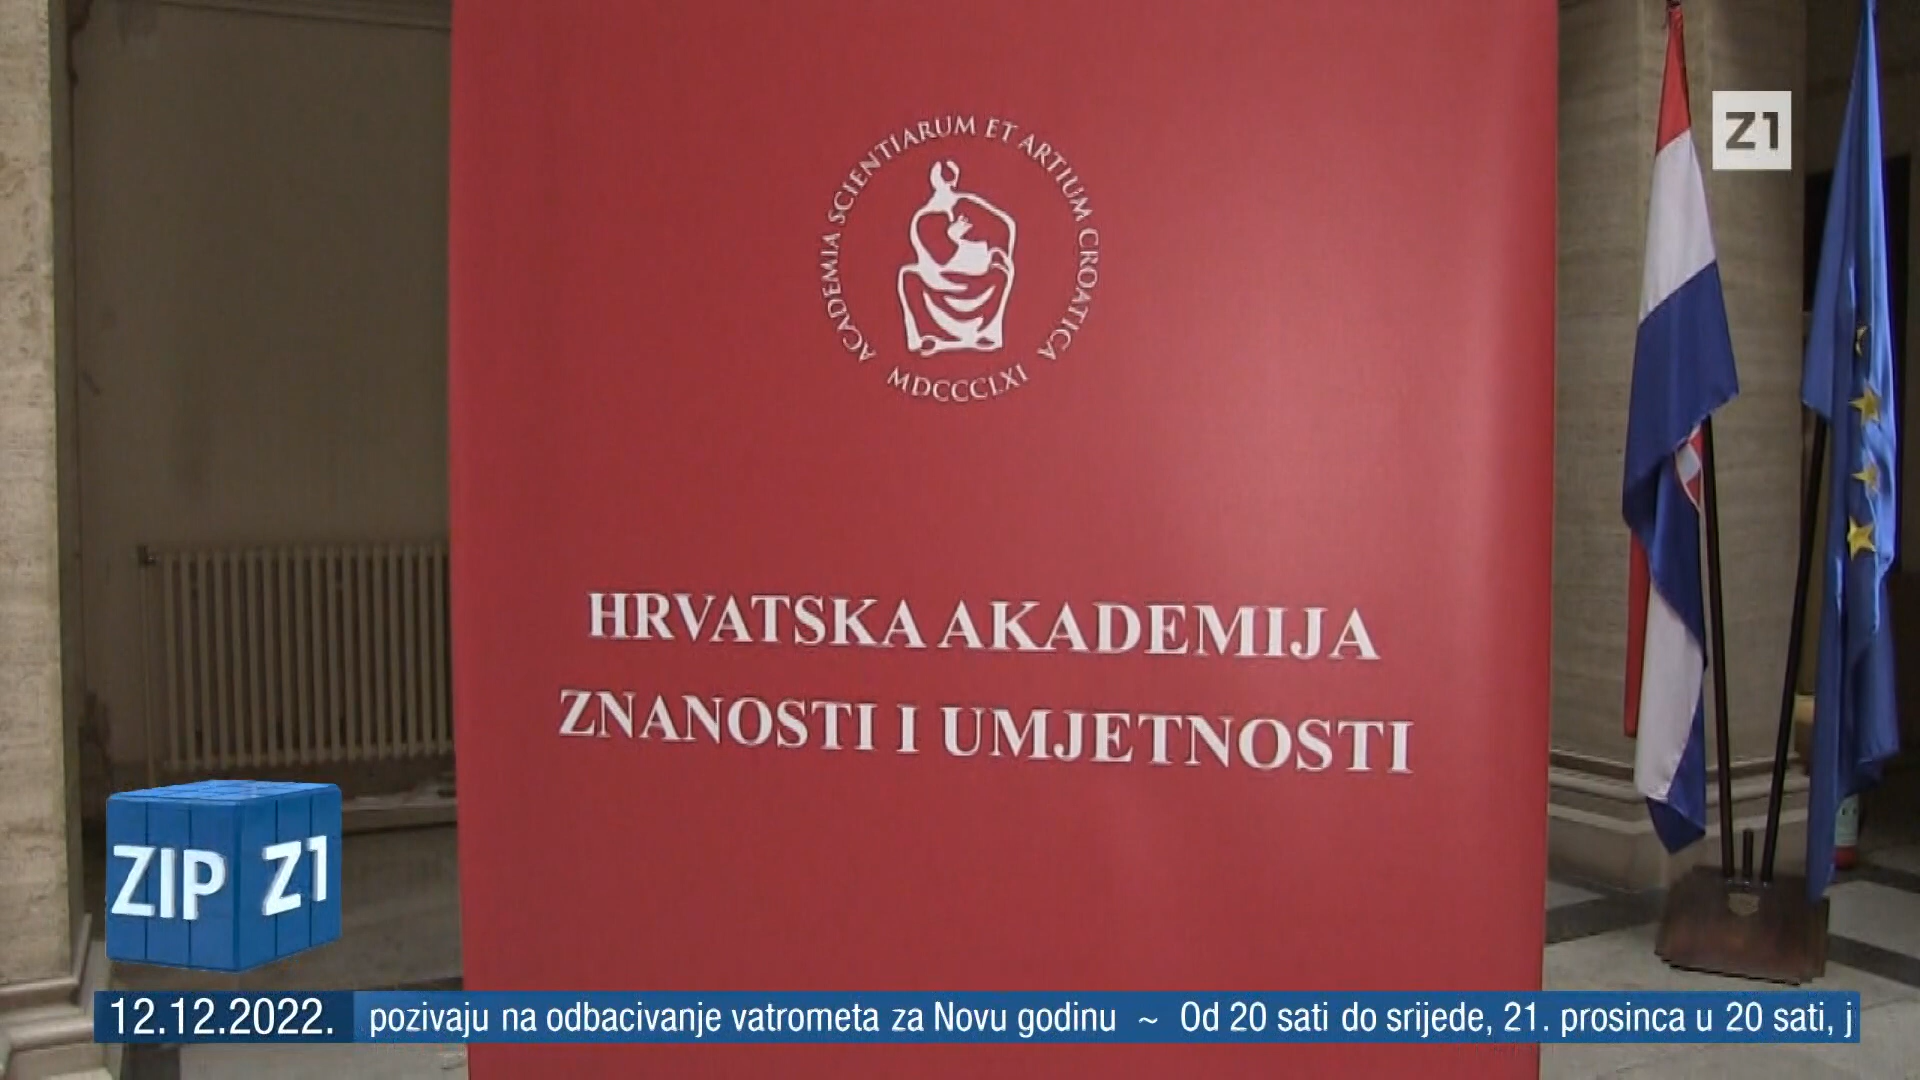 ACADEMIA SCIENTIARUM ET ARTIUM CROATICA
MDCCCLXI
Z1
HRVATSKA AKADEMIJA
ZNANOSTI I UMJETNOSTI
ZIP Z1
12.12.2022. pozivaju na odbacivanje vatrometa za Novu godinu ~ Od 20 sati do srijede, 21. prosinca u 20 sati, j